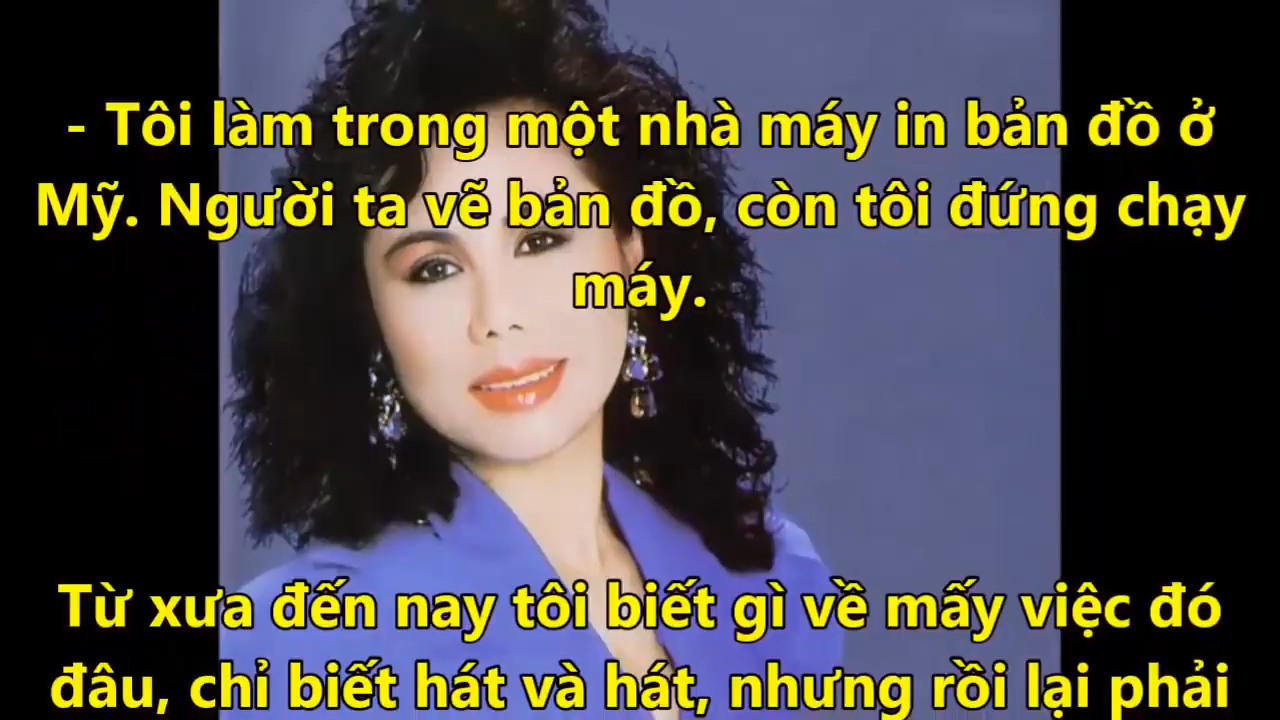 - Tôi làm trong một nhà máy in bản đồ ở
Mỹ. Người ta vẽ bản đồ, còn tôi đứng chạy
máy.
Từ xưa đến nay tôi biết gì về mấy việc đó
đâu, chỉ biết hát và hát, nhưng rồi lại phải